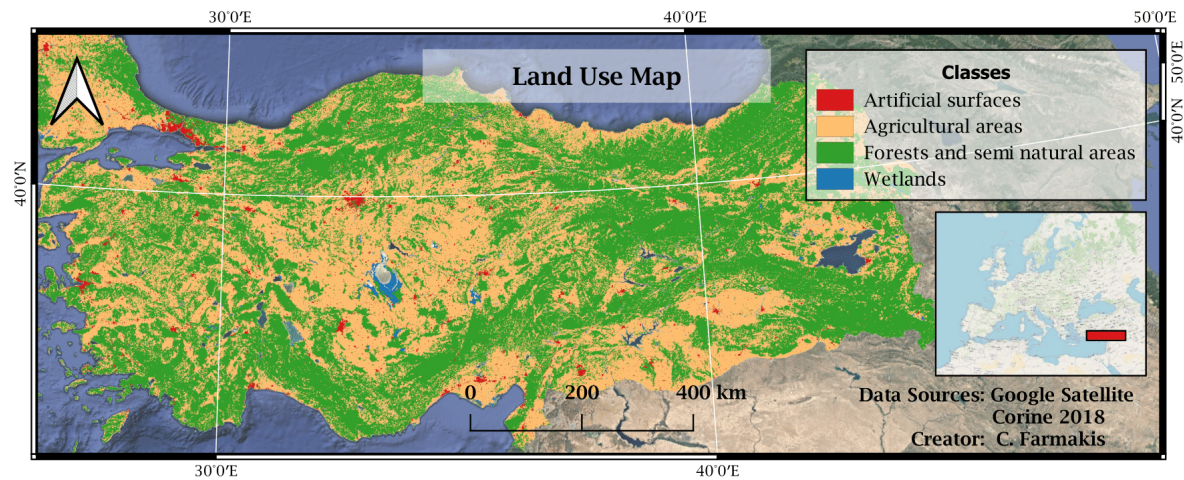 30°0′E
40°0′E
50°0′E
Land Use Map
Classes
Artificial surfaces
Agricultural areas
Forests and semi natural areas
Wetlands
50°0′E
40°0′N
40°0′N
0
200
400 km
Data Sources: Google Satellite
Corine 2018
Creator: C. Farmakis
30°0′E
40°0′E